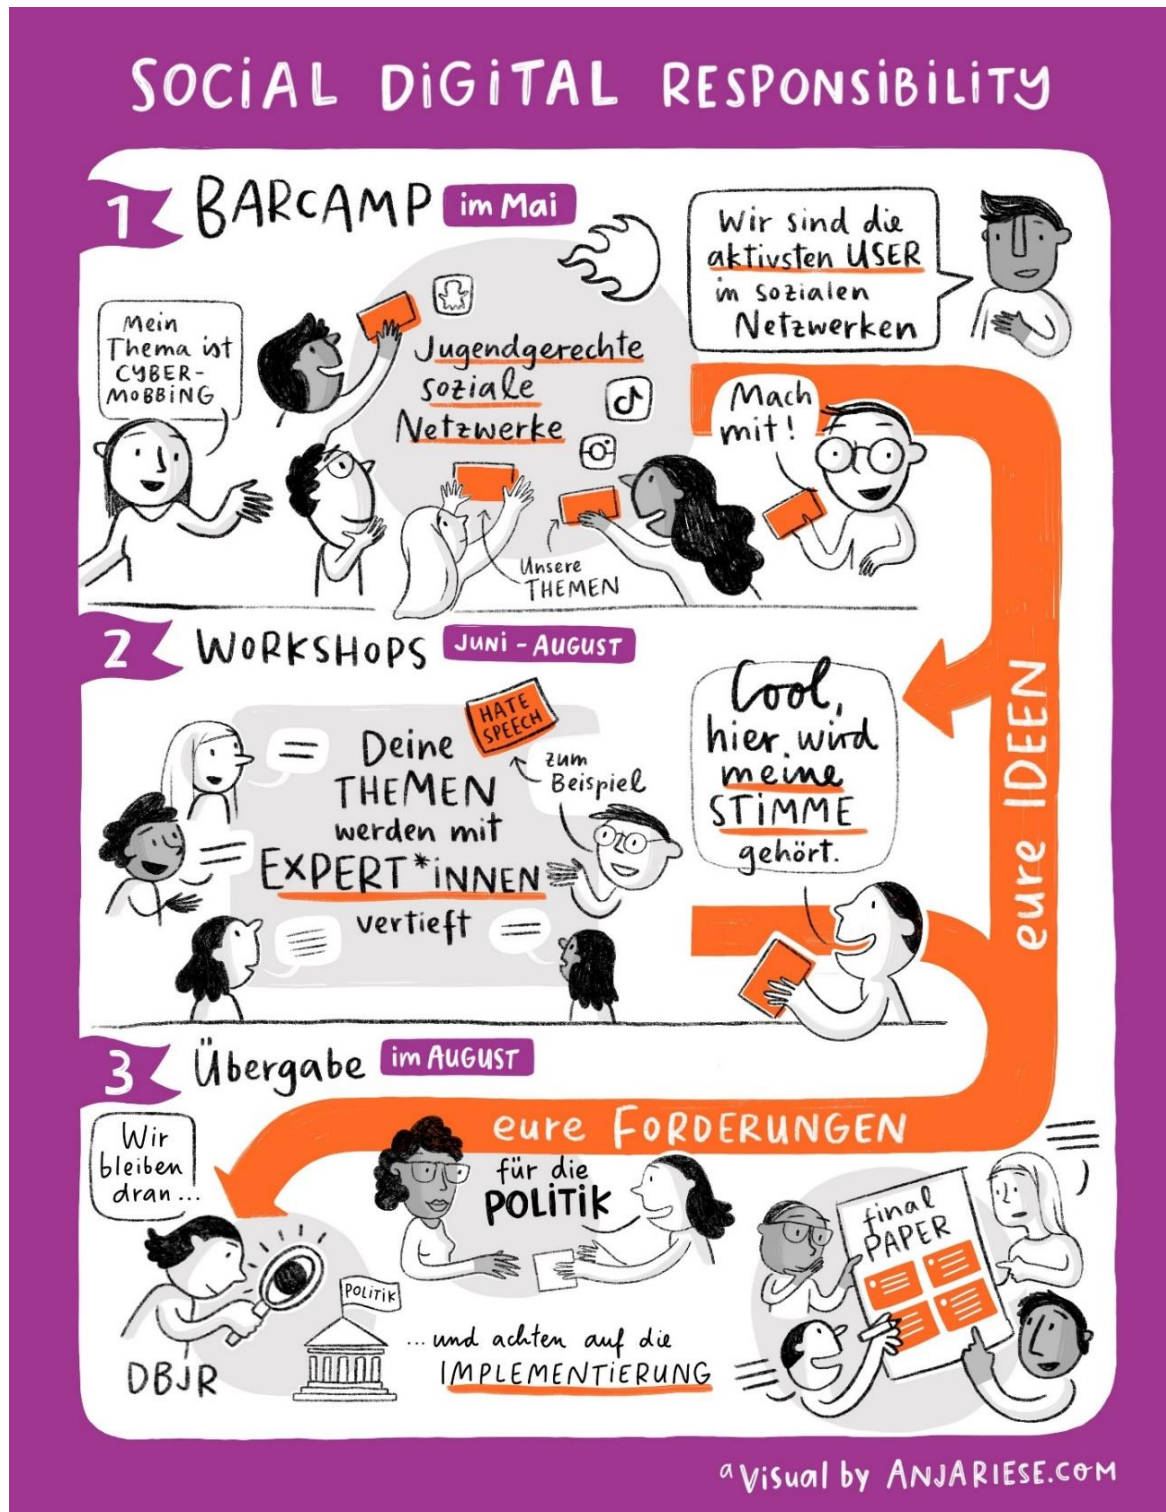 SOCiAL DiGiTAL RESPONSiBiLiTY
1 BARCAMP im Mai
Wir sind die
aktivsten USER
in sozialen
Netzwerken
Mein
Thema ist
CYBER-
MOBBiNG
Jugendgerechte
soziale
Netzwerke
Mach
mit!
Unsere
THEMEN
2 WORKSHOPS JUNi - AUGUST
HATE
SPEECH
zum
Beispiel
Deine
THEMEN
werden mit
EXPERT*iNNEN
vertieft
Cool,
hier wird
meine
STiMME
gehört.
eure IDEEN
3 Übergabe im AUGUST
eure FORDERUNGEN
Wir
bleiben
dran...
für die
POLiTiK
final
PAPER
DBJR
POLiTiK
... und achten auf die
IMPLEMENTiERUNG
a Visual by ANJARIESE.COM